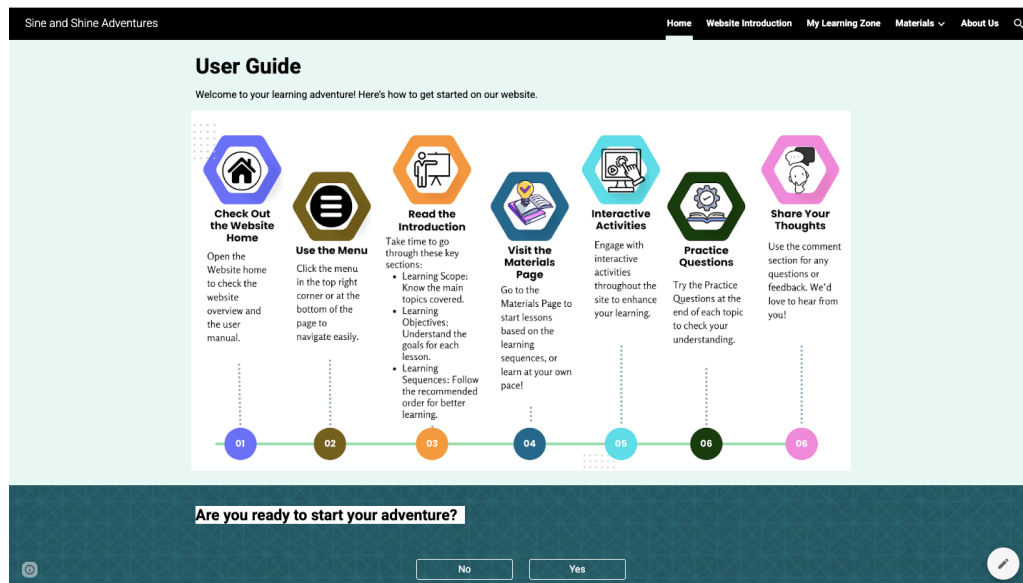 Sine and Shine Adventures
Home Website Introduction My Learning Zone Materials About Us
User Guide
Welcome to your learning adventure! Here's how to get started on our website.
Check Out
the Website
Home
Open the
Website home
to check the
website
overview and
the user
manual.
Use the Menu
Click the menu
in the top right
corner or at the
bottom of the
page to
navigate easily.
Read the
Introduction
Take time to go
through these key
sections:
• Learning Scope:
Know the main
topics covered.
• Learning
Objectives:
Understand the
goals for each
lesson.
• Learning
Sequences: Follow
the recommended
order for better
learning.
Visit the
Materials
Page
Go to the
Materials Page to
start lessons
based on the
learning
sequences, or
learn at your own
pace!
Interactive
Activities
Engage with
interactive
activities
throughout the
site to enhance
your learning.
Practice
Questions
Try the Practice
Questions at the
end of each topic
to check your
understanding.
Share Your
Thoughts
Use the comment
section for any
questions or
feedback. We'd
love to hear from
you!
01 02 03 04 05 06 06
Are you ready to start your adventure?
No Yes